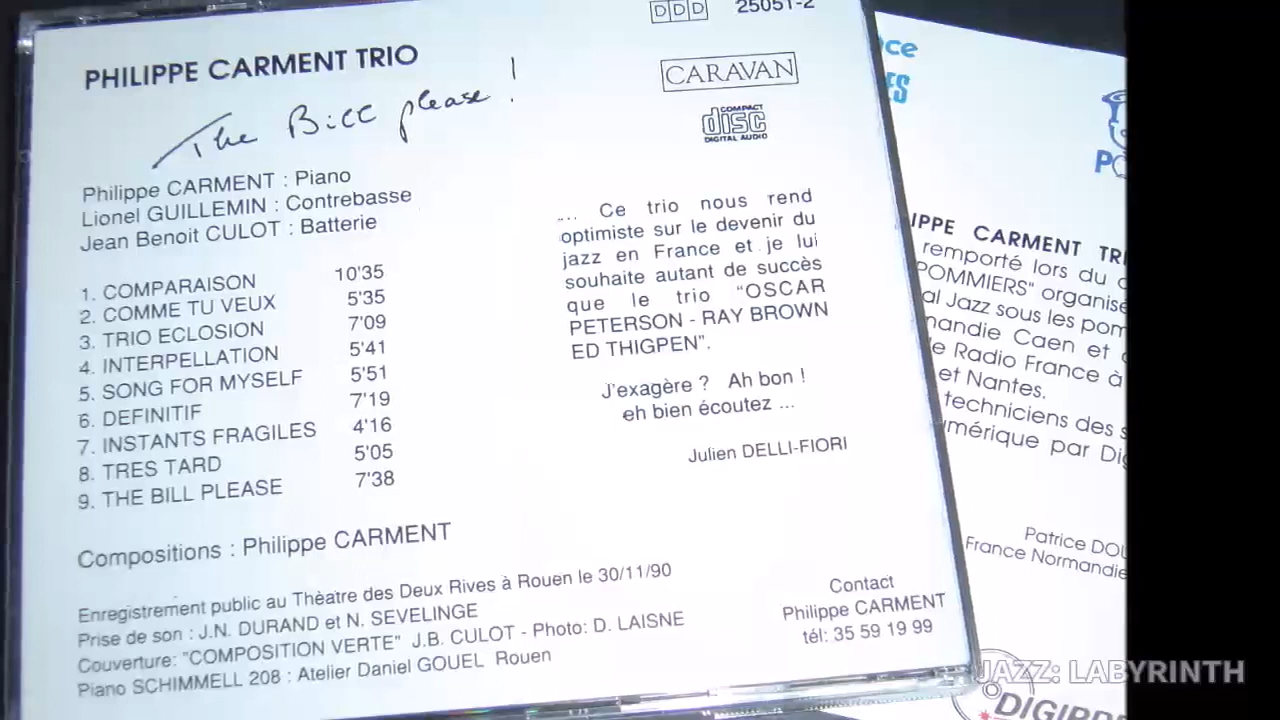 DDD 25051-2
PHILIPPE CARMENT TRIO
The Bill please !
CARAVAN
COMPACT
disc
DIGITAL AUDIO
Philippe CARMENT : Piano
Lionel GUILLEMIN : Contrebasse
Jean Benoit CULOT : Batterie
1. COMPARAISON 10'35
2. COMME TU VEUX 5'35
3. TRIO ECLOSION 7'09
4. INTERPELLATION 5'41
5. SONG FOR MYSELF 5'51
6. DEFINITIF 7'19
7. INSTANTS FRAGILES 4'16
8. TRES TARD 5'05
9. THE BILL PLEASE 7'38
... Ce trio nous rend
optimiste sur le devenir du
jazz en France et je lui
souhaite autant de succès
que le trio "OSCAR
PETERSON - RAY BROWN
ED THIGPEN".
J'exagère ? Ah bon !
eh bien écoutez ...
Julien DELLI-FIORI
Compositions : Philippe CARMENT
Enregistrement public au Thèatre des Deux Rives à Rouen le 30/11/90
Prise de son : J.N. DURAND et N. SEVELINGE
Couverture: "COMPOSITION VERTE" J.B. CULOT - Photo: D. LAISNE
Piano SCHIMMELL 208 : Atelier Daniel GOUEL Rouen
Contact
Philippe CARMENT
tél: 35 59 19 99
IPPE CARMENT TRI
remporté lors du
POMMIERS" organisé
al Jazz sous les pom
mandie Caen et
e Radio France à
et Nantes.
techniciens des
umérique par Dig
Patrice DOU
France Normandie
JAZZ: LABYRINTH
DIGIPRE